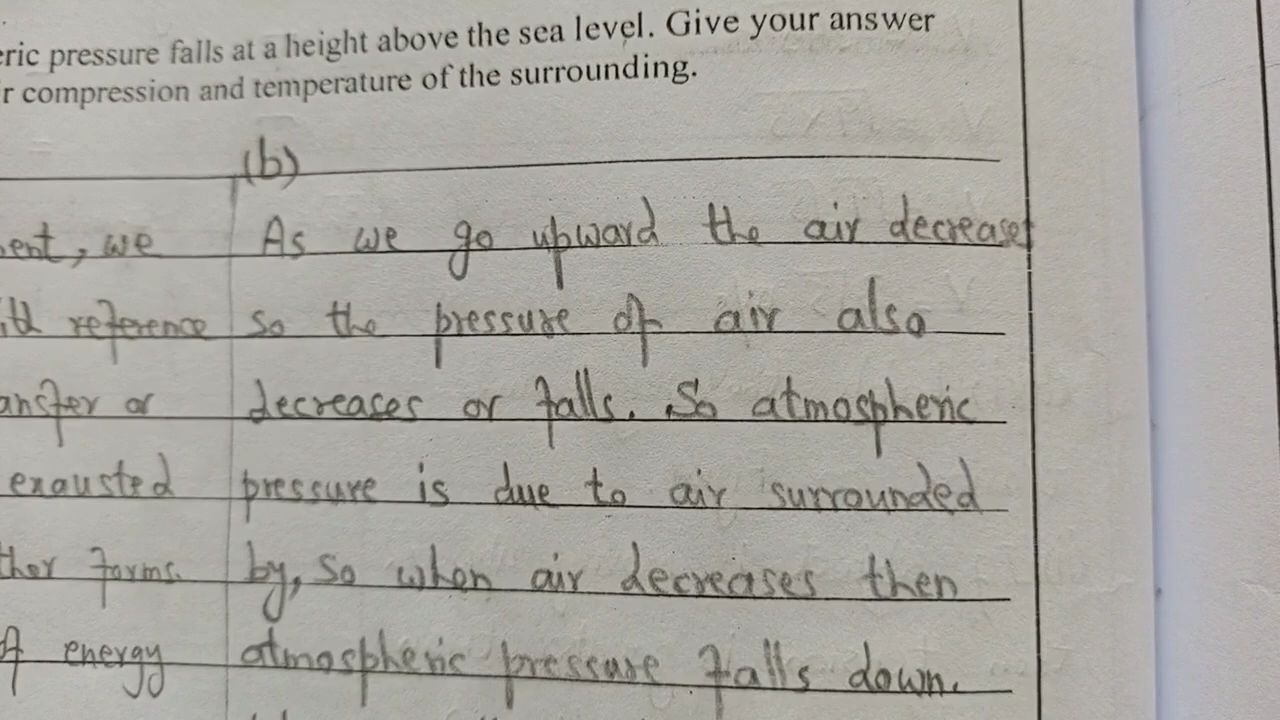 eric pressure falls at a height above the sea level. Give your answer
r compression and temperature of the surrounding.
(b)
ent, we As we go upward the air decreases
ith reference so the pressure of air also
ansfer or decreases or falls. So atmospheric
exausted pressure is due to air surrounded
ther forms. by, so when air decreases then
of energy atmospheric pressure falls down.